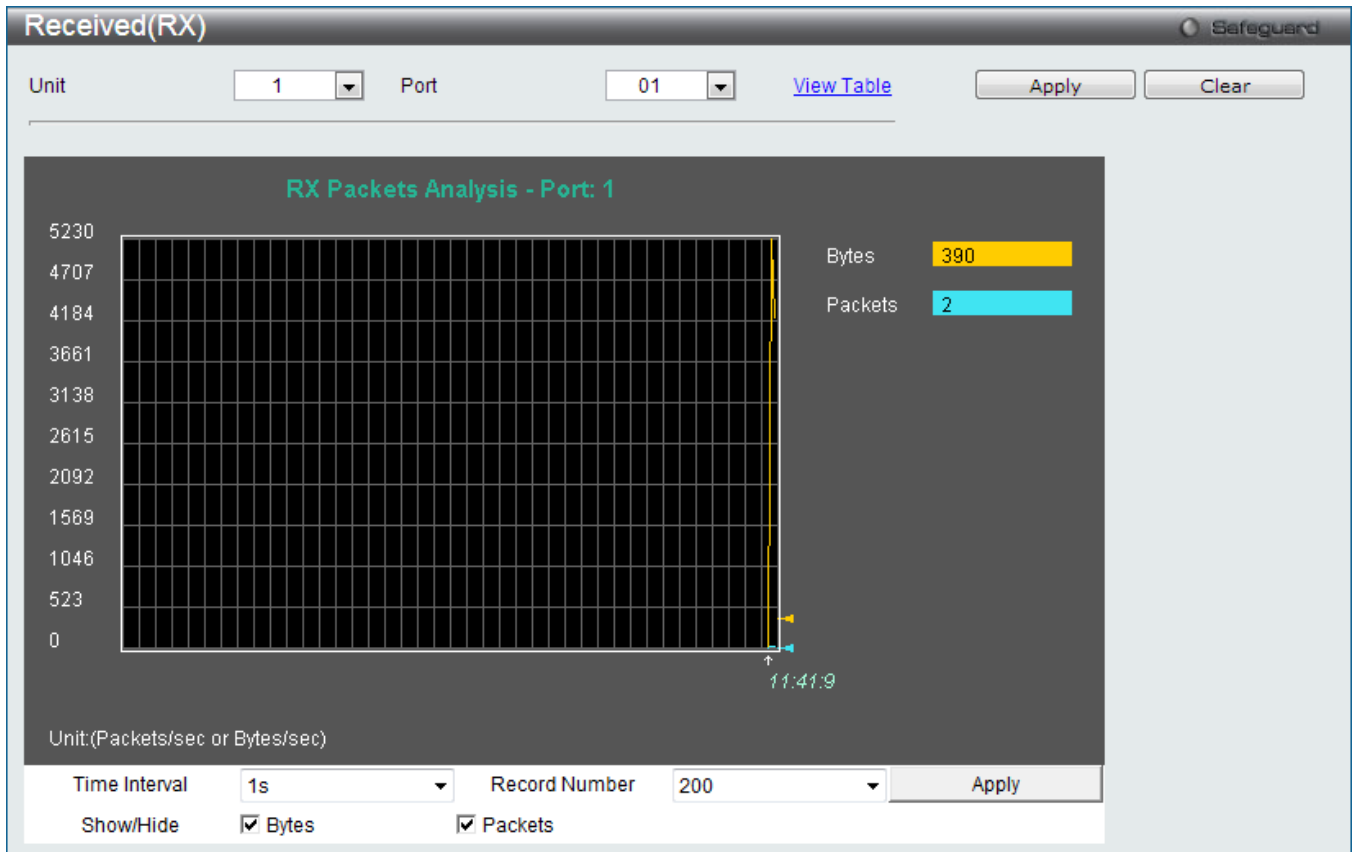 Received(RX)
Safeguard
Unit 1 Port 01 View Table Apply Clear
RX Packets Analysis - Port: 1
5230
4707
4184
3661
3138
2615
2092
1569
1046
523
0
Bytes 390
Packets 2
11:41:9
Unit:(Packets/sec or Bytes/sec)
Time Interval 1s Record Number 200 Apply
Show/Hide Bytes Packets